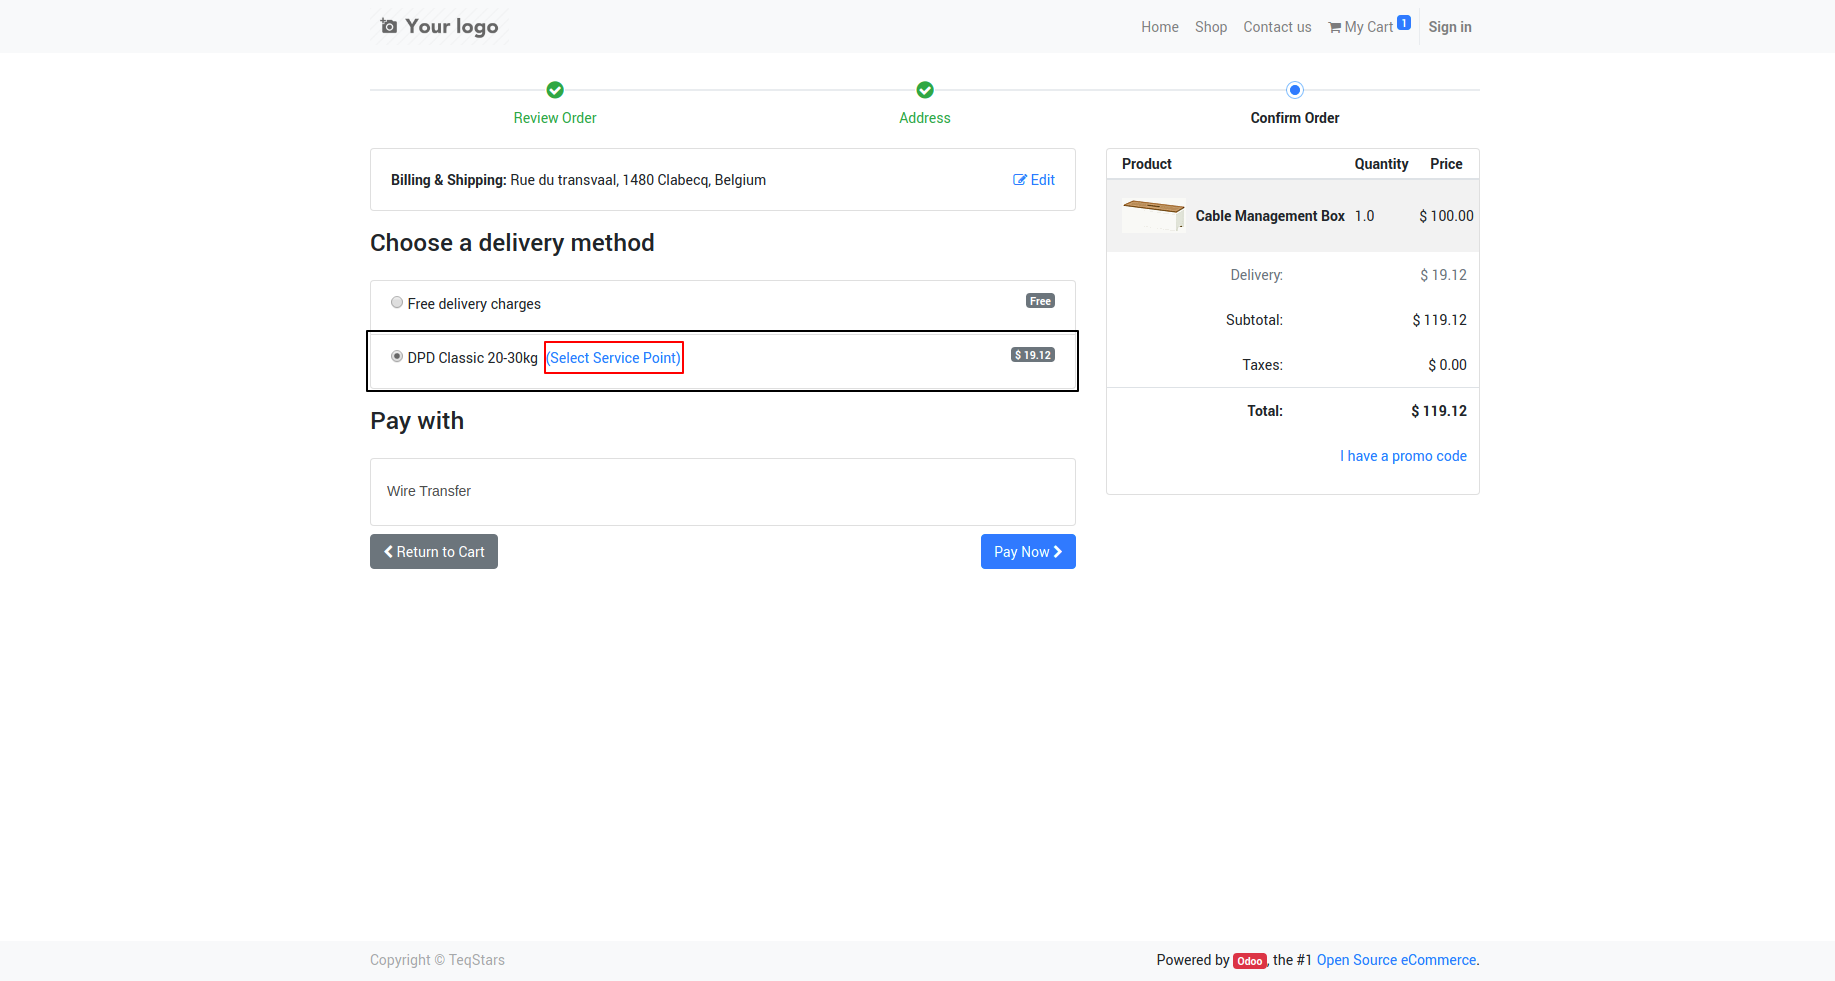 Your logo
Home Shop Contact us My Cart 1 Sign in
Review Order Address Confirm Order
Billing & Shipping: Rue du transvaal, 1480 Clabecq, Belgium Edit
Choose a delivery method
Free delivery charges Free
DPD Classic 20-30kg (Select Service Point) $ 19.12
Pay with
Wire Transfer
Return to Cart Pay Now
Product Quantity Price
Cable Management Box 1.0 $ 100.00
Delivery: $ 19.12
Subtotal: $ 119.12
Taxes: $ 0.00
Total: $ 119.12
I have a promo code
Copyright © TeqStars Powered by Odoo, the #1 Open Source eCommerce.